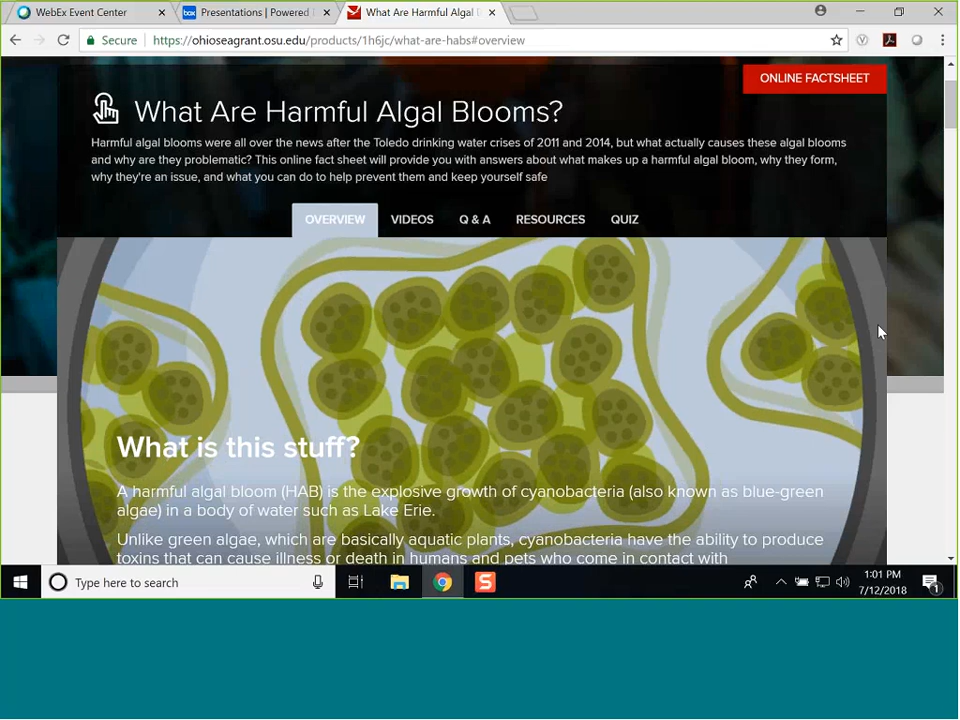 WebEx Event Center
box
Presentations | Powered
What Are Harmful Algal
Secure
https://ohioseagrant.osu.edu/products/1h6jc/what-are-habs#overview
ONLINE FACTSHEET
What Are Harmful Algal Blooms?
Harmful algal blooms were all over the news after the Toledo drinking water crises of 2011 and 2014, but what actually causes these algal blooms
and why are they problematic? This online fact sheet will provide you with answers about what makes up a harmful algal bloom, why they form,
why they're an issue, and what you can do to help prevent them and keep yourself safe
OVERVIEW
VIDEOS
Q & A
RESOURCES
QUIZ
What is this stuff?
A harmful algal bloom (HAB) is the explosive growth of cyanobacteria (also known as blue-green
algae) in a body of water such as Lake Erie.
Unlike green algae, which are basically aquatic plants, cyanobacteria have the ability to produce
toxins that can cause illness or death in humans and pets who come in contact with
Type here to search
S
1:01 PM
7/12/2018
1